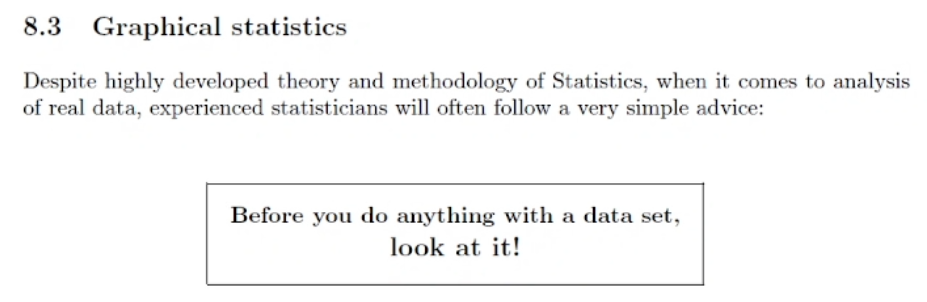 8.3 Graphical statistics
Despite highly developed theory and methodology of Statistics, when it comes to analysis
of real data, experienced statisticians will often follow a very simple advice:
Before you do anything with a data set,
look at it!